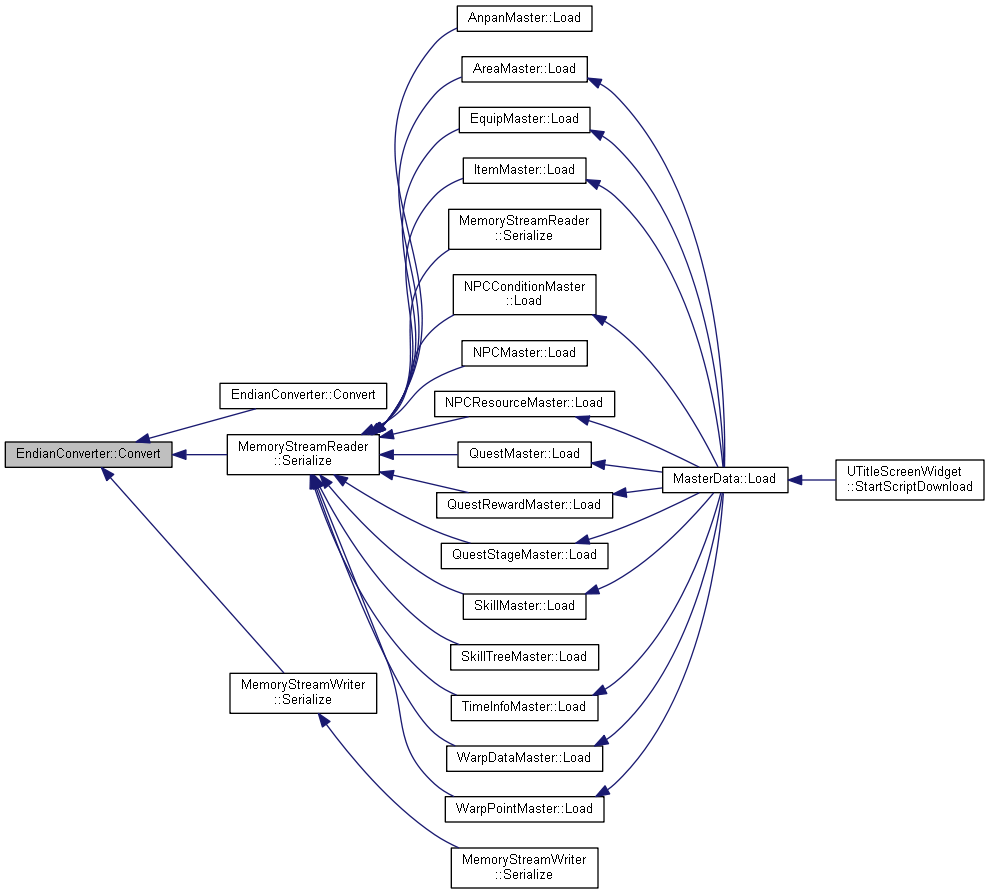 AnpanMaster::Load
AreaMaster::Load
EquipMaster::Load
ItemMaster::Load
MemoryStreamReader
::Serialize
NPCConditionMaster
::Load
NPCMaster::Load
EndianConverter::Convert
NPCResourceMaster::Load
EndianConverter::Convert
MemoryStreamReader
::Serialize
QuestMaster::Load
MasterData::Load
UTitleScreenWidget
::StartScriptDownload
QuestRewardMaster::Load
QuestStageMaster::Load
SkillMaster::Load
SkillTreeMaster::Load
MemoryStreamWriter
::Serialize
TimeInfoMaster::Load
WarpDataMaster::Load
WarpPointMaster::Load
MemoryStreamWriter
::Serialize